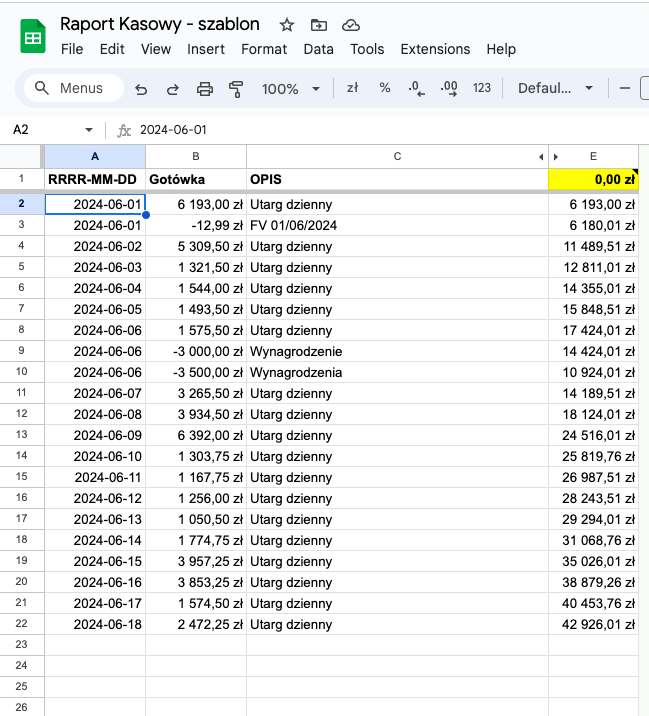 Raport Kasowy - szablon
File Edit View Insert Format Data Tools Extensions Help
Menus 100% zł % .0 .00 123 Defaul...
A2 fx 2024-06-01
A B C E
1 RRRR-MM-DD Gotówka OPIS 0,00 zł
2 2024-06-01 6 193,00 zł Utarg dzienny 6 193,00 zł
3 2024-06-01 -12,99 zł FV 01/06/2024 6 180,01 zł
4 2024-06-02 5 309,50 zł Utarg dzienny 11 489,51 zł
5 2024-06-03 1 321,50 zł Utarg dzienny 12 811,01 zł
6 2024-06-04 1 544,00 zł Utarg dzienny 14 355,01 zł
7 2024-06-05 1 493,50 zł Utarg dzienny 15 848,51 zł
8 2024-06-06 1 575,50 zł Utarg dzienny 17 424,01 zł
9 2024-06-06 -3 000,00 zł Wynagrodzenie 14 424,01 zł
10 2024-06-06 -3 500,00 zł Wynagrodzenia 10 924,01 zł
11 2024-06-07 3 265,50 zł Utarg dzienny 14 189,51 zł
12 2024-06-08 3 934,50 zł Utarg dzienny 18 124,01 zł
13 2024-06-09 6 392,00 zł Utarg dzienny 24 516,01 zł
14 2024-06-10 1 303,75 zł Utarg dzienny 25 819,76 zł
15 2024-06-11 1 167,75 zł Utarg dzienny 26 987,51 zł
16 2024-06-12 1 256,00 zł Utarg dzienny 28 243,51 zł
17 2024-06-13 1 050,50 zł Utarg dzienny 29 294,01 zł
18 2024-06-14 1 774,75 zł Utarg dzienny 31 068,76 zł
19 2024-06-15 3 957,25 zł Utarg dzienny 35 026,01 zł
20 2024-06-16 3 853,25 zł Utarg dzienny 38 879,26 zł
21 2024-06-17 1 574,50 zł Utarg dzienny 40 453,76 zł
22 2024-06-18 2 472,25 zł Utarg dzienny 42 926,01 zł
23
24
25
26